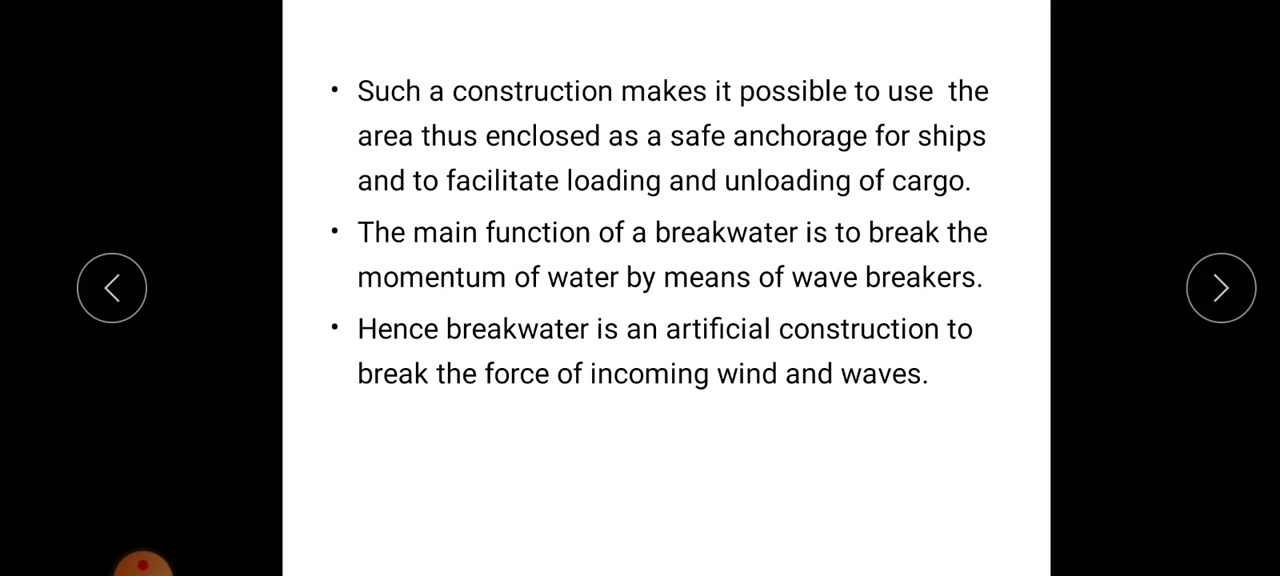 • Such a construction makes it possible to use  the
area thus enclosed as a safe anchorage for ships
and to facilitate loading and unloading of cargo.
• The main function of a breakwater is to break the
momentum of water by means of wave breakers.
• Hence breakwater is an artificial construction to
break the force of incoming wind and waves.